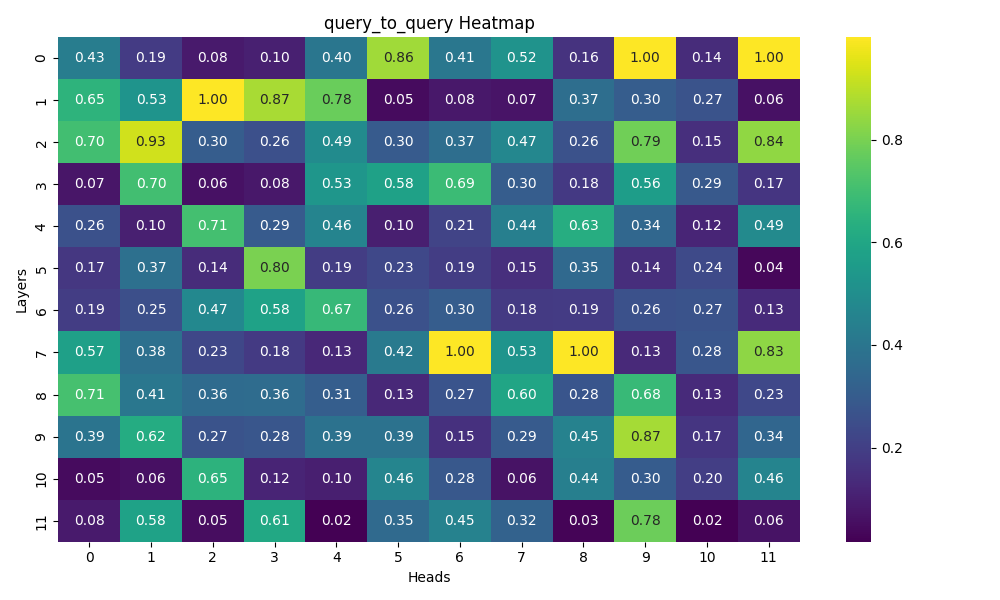 query_to_query Heatmap
0 0.43 0.19 0.08 0.10 0.40 0.86 0.41 0.52 0.16 1.00 0.14 1.00
1 0.65 0.53 1.00 0.87 0.78 0.05 0.08 0.07 0.37 0.30 0.27 0.06
2 0.70 0.93 0.30 0.26 0.49 0.30 0.37 0.47 0.26 0.79 0.15 0.84
3 0.07 0.70 0.06 0.08 0.53 0.58 0.69 0.30 0.18 0.56 0.29 0.17
4 0.26 0.10 0.71 0.29 0.46 0.10 0.21 0.44 0.63 0.34 0.12 0.49
5 0.17 0.37 0.14 0.80 0.19 0.23 0.19 0.15 0.35 0.14 0.24 0.04
6 0.19 0.25 0.47 0.58 0.67 0.26 0.30 0.18 0.19 0.26 0.27 0.13
7 0.57 0.38 0.23 0.18 0.13 0.42 1.00 0.53 1.00 0.13 0.28 0.83
8 0.71 0.41 0.36 0.36 0.31 0.13 0.27 0.60 0.28 0.68 0.13 0.23
9 0.39 0.62 0.27 0.28 0.39 0.39 0.15 0.29 0.45 0.87 0.17 0.34
10 0.05 0.06 0.65 0.12 0.10 0.46 0.28 0.06 0.44 0.30 0.20 0.46
11 0.08 0.58 0.05 0.61 0.02 0.35 0.45 0.32 0.03 0.78 0.02 0.06
0 1 2 3 4 5 6 7 8 9 10 11
Heads
Layers
0.8
0.6
0.4
0.2